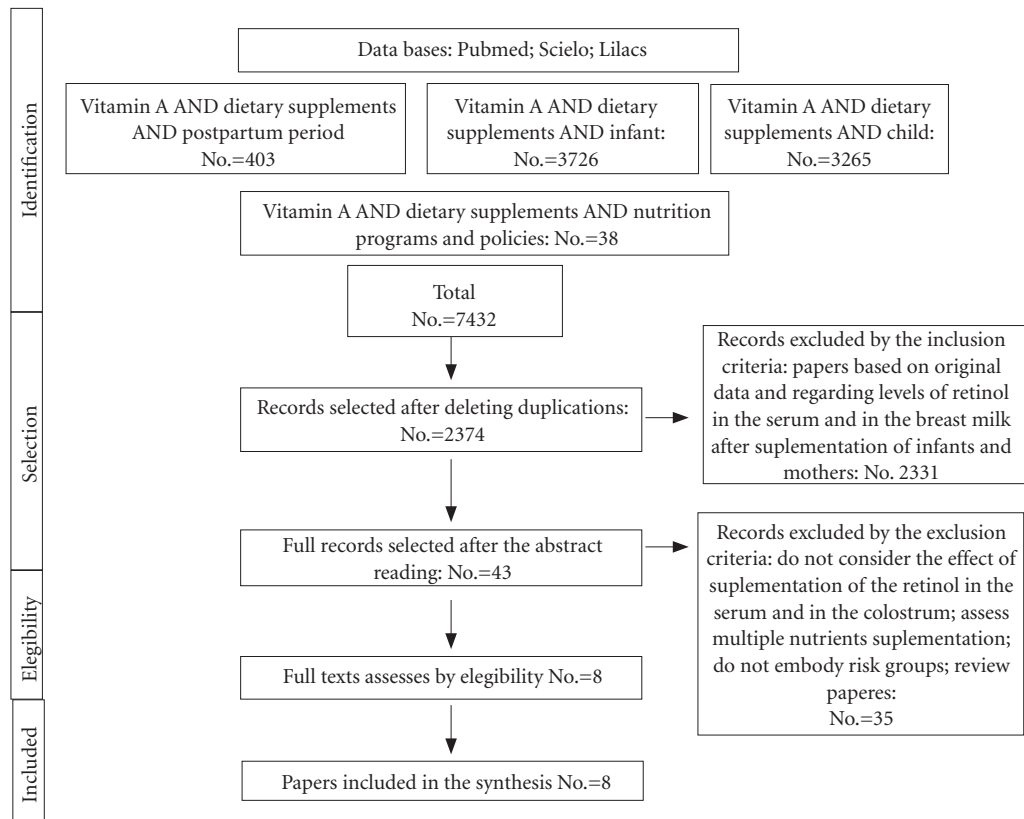 Identification
Data bases: Pubmed; Scielo; Lilacs
Vitamin A AND dietary supplements
AND postpartum period
No.=403
Vitamin A AND dietary
supplements AND infant:
No.=3726
Vitamin A AND dietary
supplements AND child:
No.=3265
Vitamin A AND dietary supplements AND nutrition
programs and policies: No.=38
Total
No.=7432
Selection
Records selected after deleting duplications:
No.=2374
Records excluded by the inclusion
criteria: papers based on original
data and regarding levels of retinol
in the serum and in the breast milk
after suplementation of infants and
mothers: No. 2331
Full records selected after the abstract
reading: No.=43
Records excluded by the exclusion
criteria: do not consider the effect of
suplementation of the retinol in the
serum and in the colostrum; assess
multiple nutrients suplementation;
do not embody risk groups; review
paperes:
No.=35
Elegibility
Full texts assesses by elegibility No.=8
Included
Papers included in the synthesis No.=8